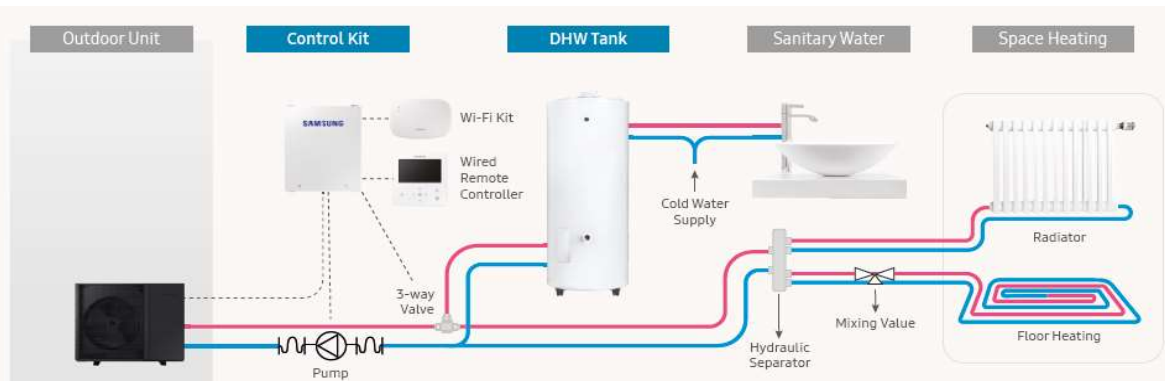 Outdoor Unit
Control Kit
DHW Tank
Sanitary Water
Space Heating
SAMSUNG
Wi-Fi Kit
Wired
Remote
Controller
Cold Water
Supply
Radiator
3-way
Valve
Mixing Value
Floor Heating
Hydraulic
Separator
Pump